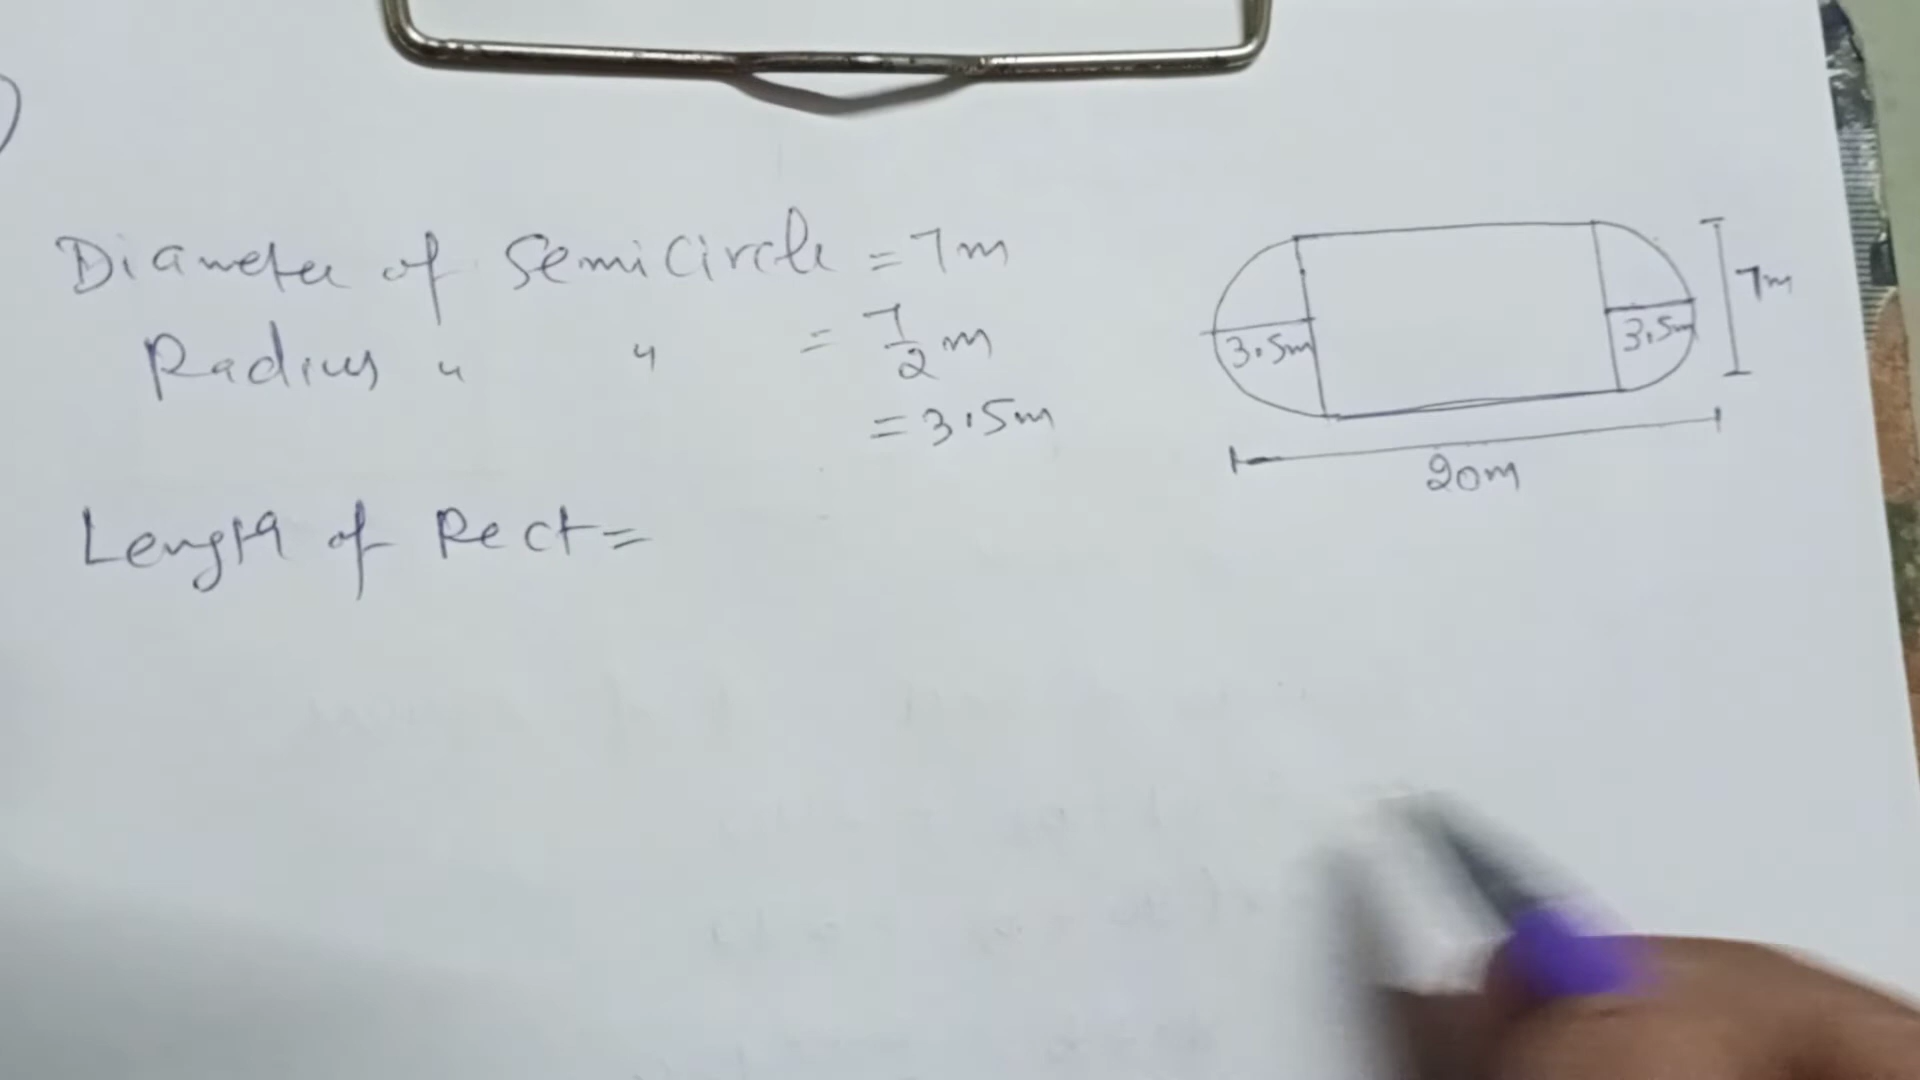 Diameter of Semicircle = 7m
Radius " " = 7/2 m
= 3.5m
Length of Rect =
3.5m
3.5m
7m
20m